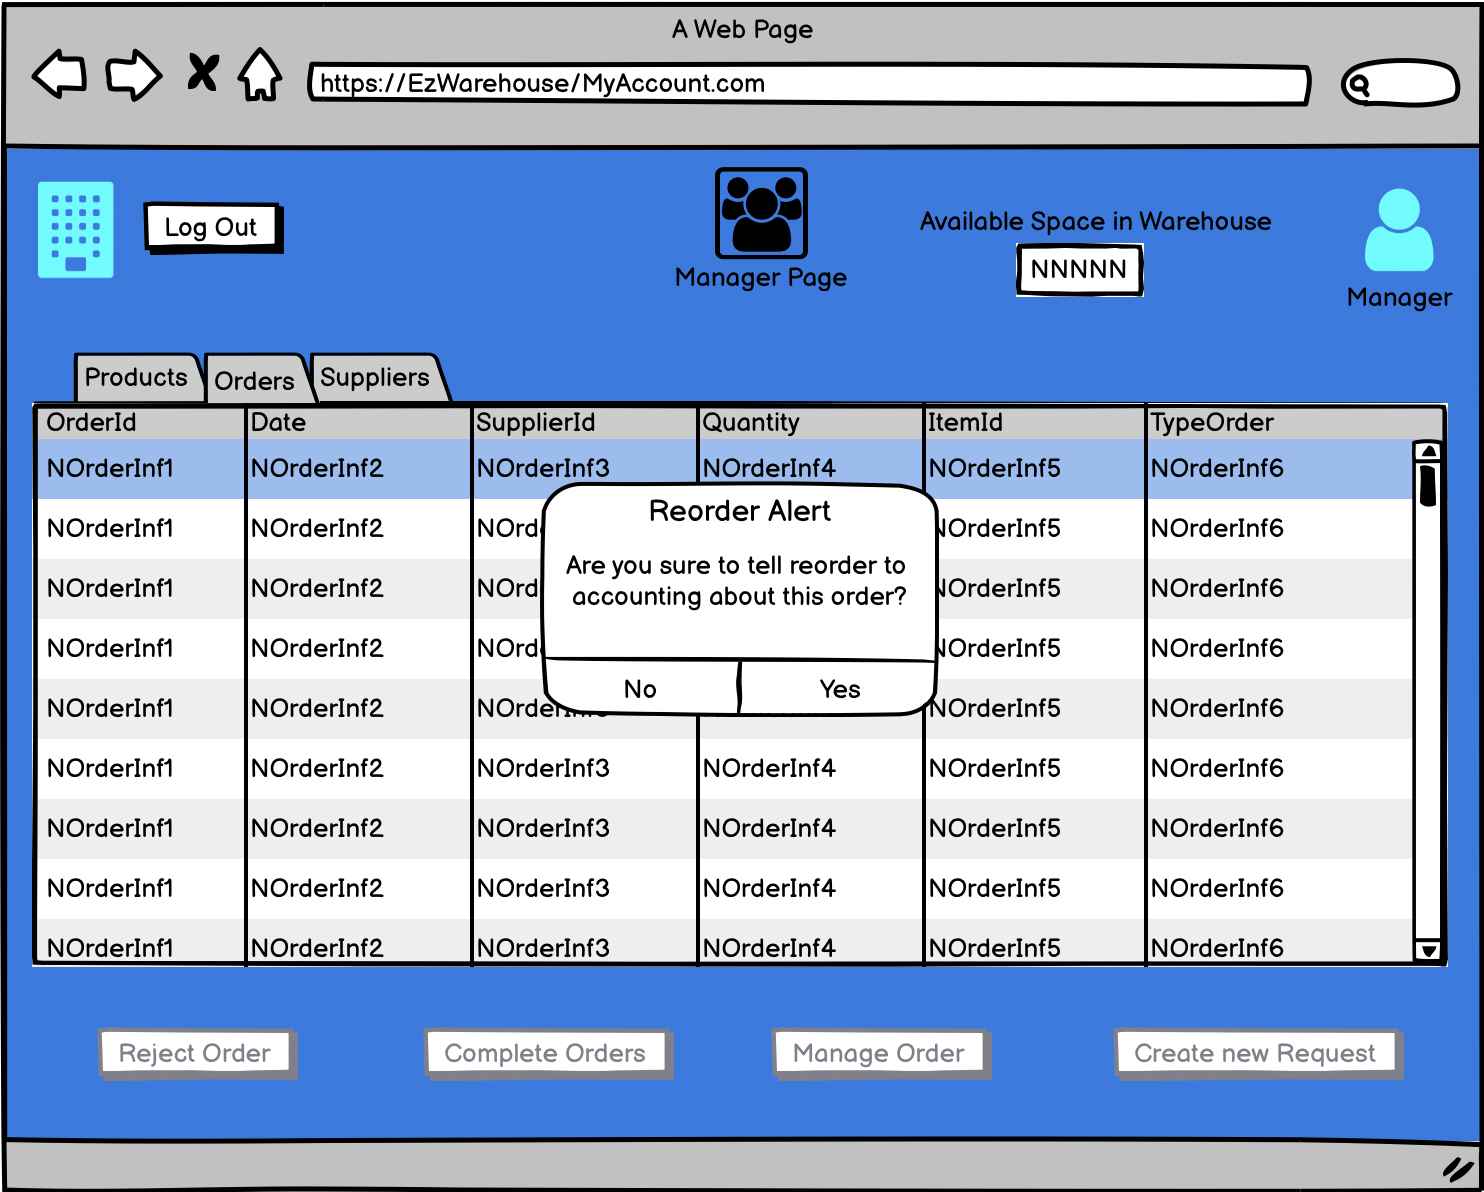 A Web Page
https://EzWarehouse/MyAccount.com
Log Out
Manager Page
Available Space in Warehouse
NNNNN
Manager
Products Orders Suppliers
OrderId Date SupplierId Quantity ItemId TypeOrder
NOrderInf1 NOrderInf2 NOrderInf3 NOrderInf4 NOrderInf5 NOrderInf6
NOrderInf1 NOrderInf2 NOrderInf5 NOrderInf6
NOrderInf1 NOrderInf2 NOrderInf5 NOrderInf6
NOrderInf1 NOrderInf2 NOrderInf5 NOrderInf6
NOrderInf1 NOrderInf2 NOrderInf5 NOrderInf6
Reorder Alert
Are you sure to tell reorder to
accounting about this order?
No Yes
NOrderInf1 NOrderInf2 NOrderInf3 NOrderInf4 NOrderInf5 NOrderInf6
NOrderInf1 NOrderInf2 NOrderInf3 NOrderInf4 NOrderInf5 NOrderInf6
NOrderInf1 NOrderInf2 NOrderInf3 NOrderInf4 NOrderInf5 NOrderInf6
NOrderInf1 NOrderInf2 NOrderInf3 NOrderInf4 NOrderInf5 NOrderInf6
Reject Order Complete Orders Manage Order Create new Request